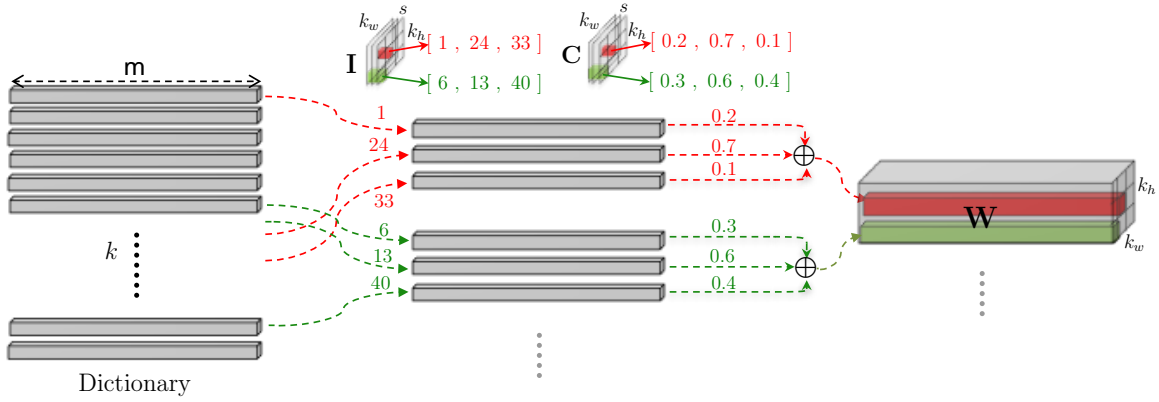 m
k
Dictionary
I
k_w
s
k_h
[ 1 , 24 , 33 ]
[ 6 , 13 , 40 ]
C
k_w
s
k_h
[ 0.2 , 0.7 , 0.1 ]
[ 0.3 , 0.6 , 0.4 ]
1
24
33
6
13
40
0.2
0.7
0.1
0.3
0.6
0.4
W
k_h
k_w